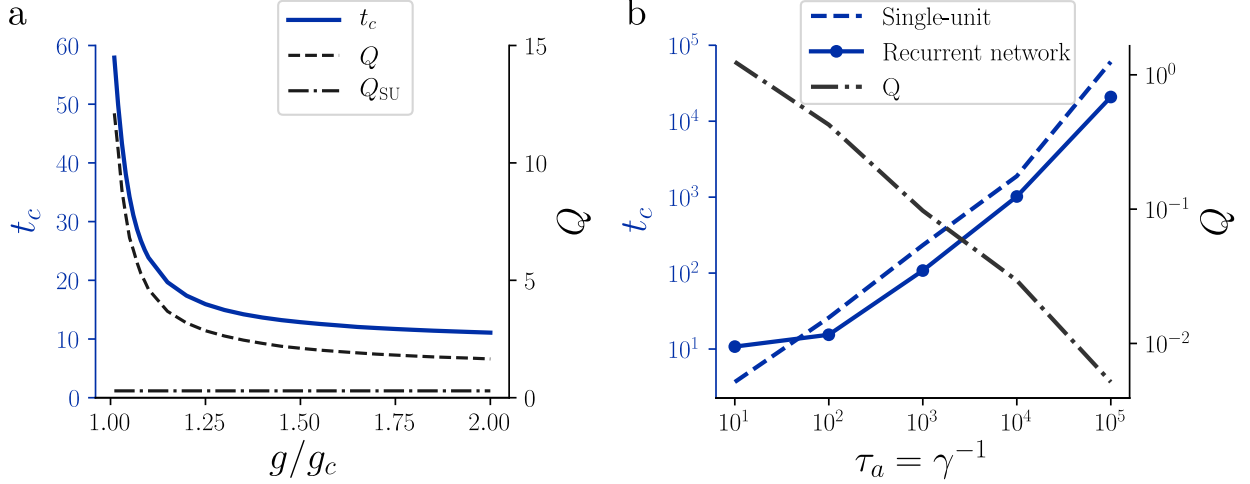 a
t_c
Q
Q_SU
60
50
40
30
20
10
0
t_c
15
10
5
0
Q
1.00 1.25 1.50 1.75 2.00
g/g_c
b
Single-unit
Recurrent network
Q
10^5
10^4
10^3
10^2
10^1
t_c
10^0
10^−1
10^−2
Q
10^1 10^2 10^3 10^4 10^5
τ_a = γ^−1